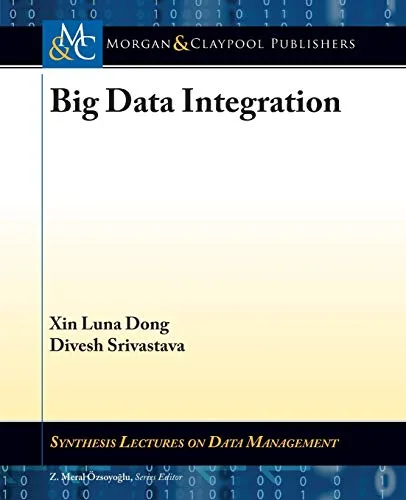 M&C MORGAN & CLAYPOOL PUBLISHERS
Big Data Integration
Xin Luna Dong
Divesh Srivastava
SYNTHESIS LECTURES ON DATA MANAGEMENT
Z. Meral Özsoyoğlu, Series Editor